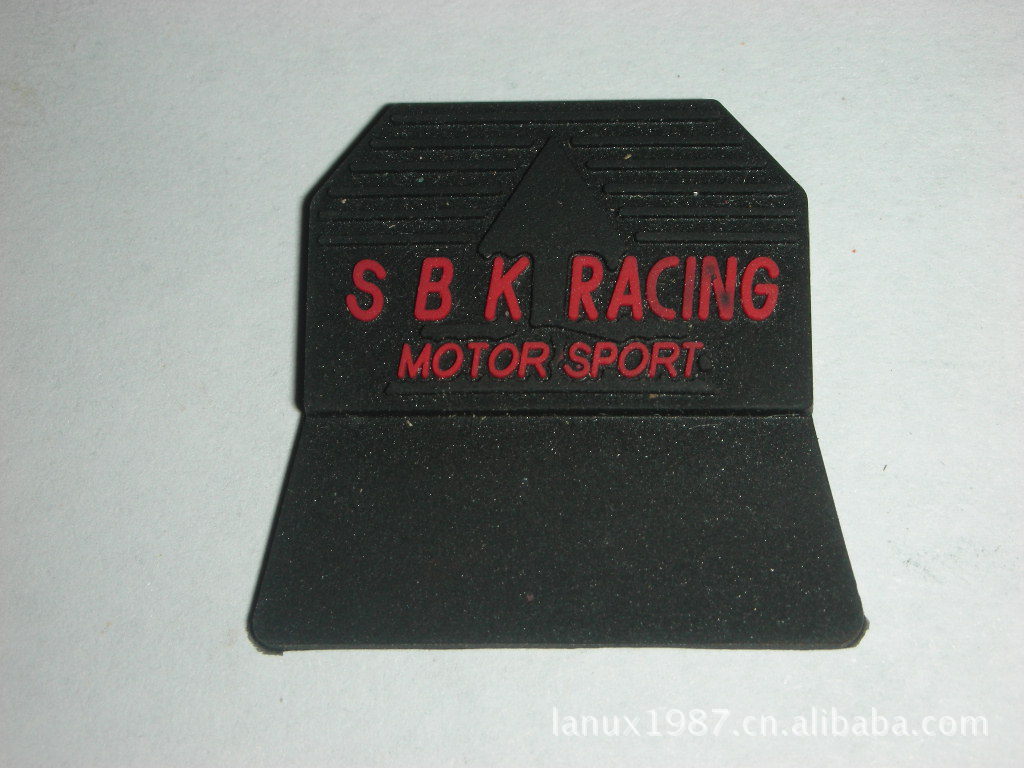 S B K RACING
MOTOR SPORT
lanux1987.cn.alibaba.com